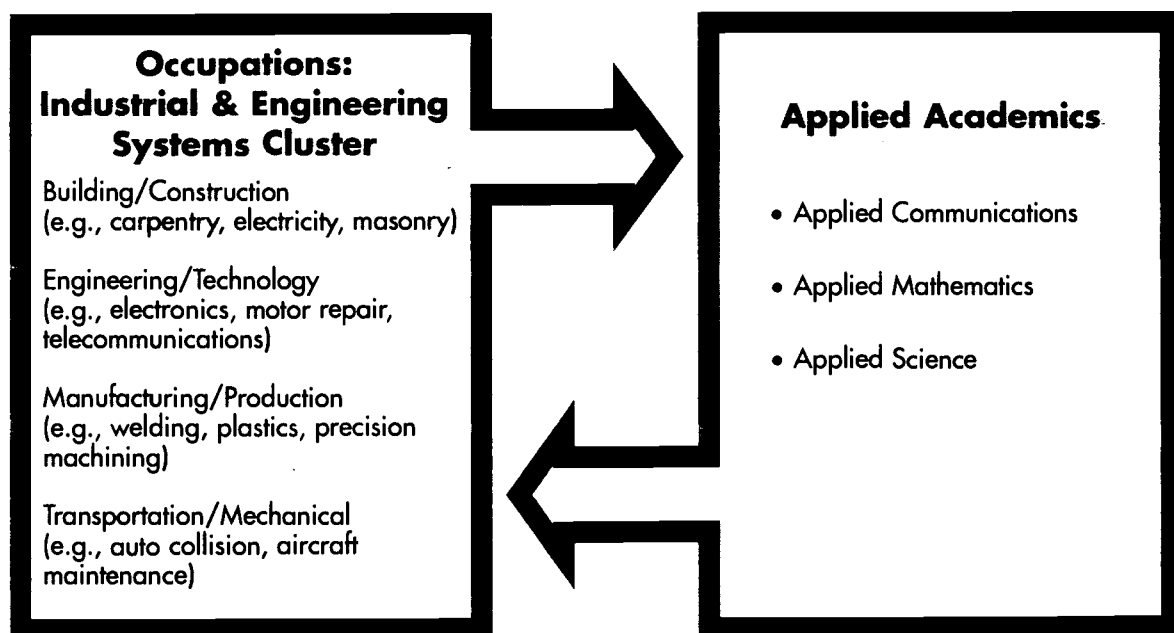 Occupations:
Industrial & Engineering
Systems Cluster
Building/Construction
(e.g., carpentry, electricity, masonry)
Engineering/Technology
(e.g., electronics, motor repair,
telecommunications)
Manufacturing/Production
(e.g., welding, plastics, precision
machining)
Transportation/Mechanical
(e.g., auto collision, aircraft
maintenance)
Applied Academics
• Applied Communications
• Applied Mathematics
• Applied Science